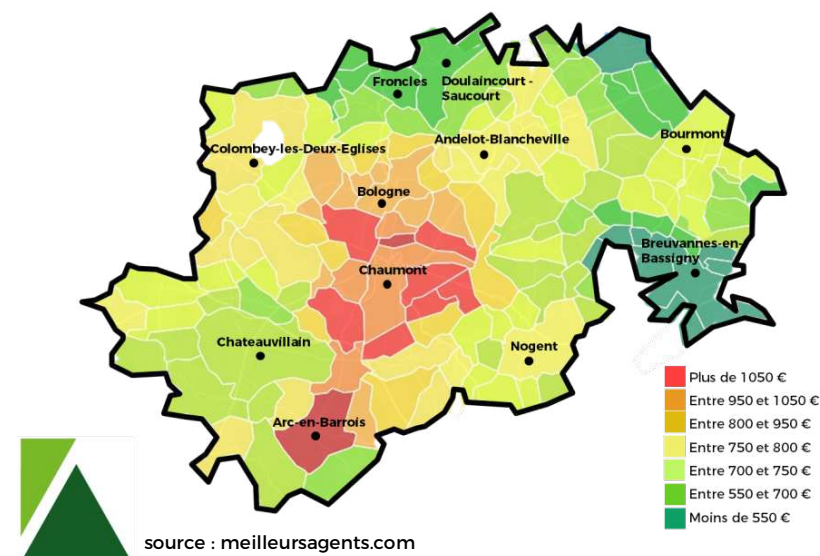 Froncles
Doulaincourt -
Saucourt
Colombey-les-Deux-Eglises
Andelot-Blancheville
Bourmont
Bologne
Breuvannes-en-
Bassigny
Chaumont
Chateauvillain
Nogent
Arc-en-Barrois
Plus de 1050 €
Entre 950 et 1050 €
Entre 800 et 950 €
Entre 750 et 800 €
Entre 700 et 750 €
Entre 550 et 700 €
Moins de 550 €
source : meilleursagents.com